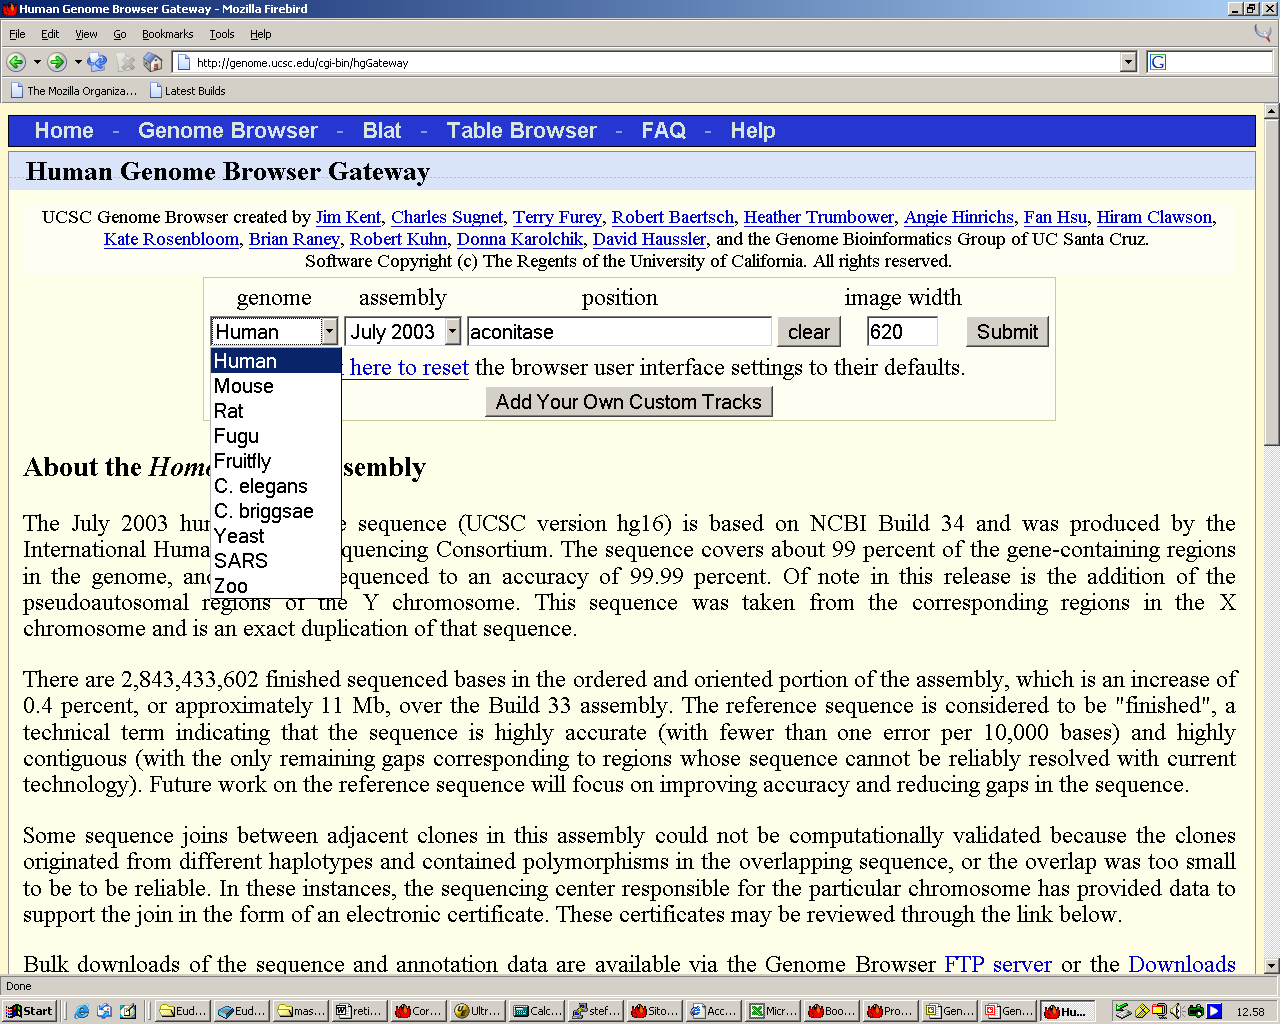 Human Genome Browser Gateway - Mozilla Firebird
File Edit View Go Bookmarks Tools Help
http://genome.ucsc.edu/cgi-bin/hgGateway
G
The Mozilla Organiza... Latest Builds
Home - Genome Browser - Blat - Table Browser - FAQ - Help
Human Genome Browser Gateway
UCSC Genome Browser created by Jim Kent, Charles Sugnet, Terry Furey, Robert Baertsch, Heather Trumbower, Angie Hinrichs, Fan Hsu, Hiram Clawson,
Kate Rosenbloom, Brian Raney, Robert Kuhn, Donna Karolchik, David Haussler, and the Genome Bioinformatics Group of UC Santa Cruz.
Software Copyright (c) The Regents of the University of California. All rights reserved.
genome assembly position image width
Human July 2003 aconitase clear 620 Submit
Human
here to reset the browser user interface settings to their defaults.
Mouse
Add Your Own Custom Tracks
Rat
Fugu
Fruitfly
About the Homo sembly
C. elegans
C. briggsae
The July 2003 hu e sequence (UCSC version hg16) is based on NCBI Build 34 and was produced by the
Yeast
International Huma quencing Consortium. The sequence covers about 99 percent of the gene-containing regions
SARS
in the genome, an equenced to an accuracy of 99.99 percent. Of note in this release is the addition of the
Zoo
pseudoautosomal regions of the Y chromosome. This sequence was taken from the corresponding regions in the X
chromosome and is an exact duplication of that sequence.
There are 2,843,433,602 finished sequenced bases in the ordered and oriented portion of the assembly, which is an increase of
0.4 percent, or approximately 11 Mb, over the Build 33 assembly. The reference sequence is considered to be "finished", a
technical term indicating that the sequence is highly accurate (with fewer than one error per 10,000 bases) and highly
contiguous (with the only remaining gaps corresponding to regions whose sequence cannot be reliably resolved with current
technology). Future work on the reference sequence will focus on improving accuracy and reducing gaps in the sequence.
Some sequence joins between adjacent clones in this assembly could not be computationally validated because the clones
originated from different haplotypes and contained polymorphisms in the overlapping sequence, or the overlap was too small
to be to be reliable. In these instances, the sequencing center responsible for the particular chromosome has provided data to
support the join in the form of an electronic certificate. These certificates may be reviewed through the link below.
Bulk downloads of the sequence and annotation data are available via the Genome Browser FTP server or the Downloads
Done
Start Eud... Eud... mas... reti... Cor... Ultr... Calc... stef... Sito... Acc... Micr... Boo... Pro... Gen... Gen... Hu... 12.58